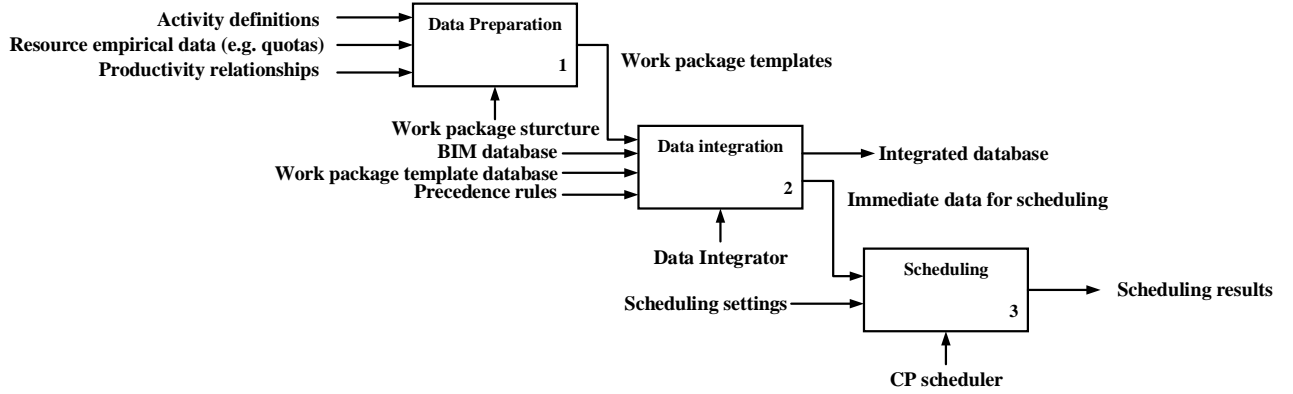 Activity definitions
Resource empirical data (e.g. quotas)
Productivity relationships
Data Preparation
1
Work package templates
Work package sturcture
BIM database
Work package template database
Precedence rules
Data integration
2
Integrated database
Immediate data for scheduling
Data Integrator
Scheduling settings
Scheduling
3
Scheduling results
CP scheduler